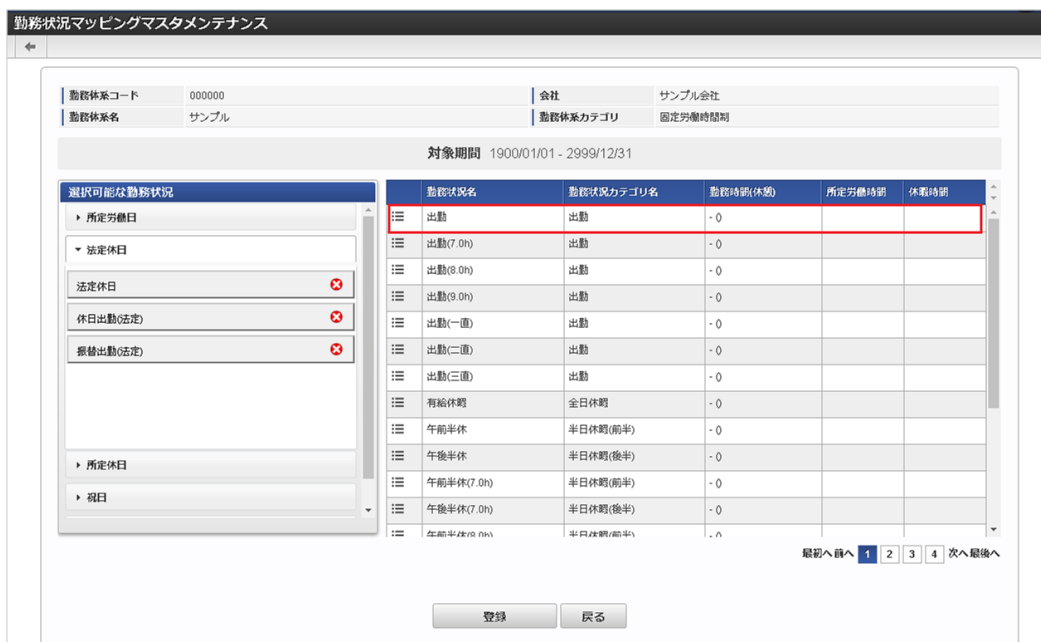 勤務状況マッピングマスタメンテナンス
勤務体系コード 000000 会社 サンプル会社
勤務体系名 サンプル 勤務体系カテゴリ 固定労働時間制
対象期間 1900/01/01 - 2999/12/31
選択可能な勤務状況
所定労働日
法定休日
法定休日
休日出勤(法定)
振替出勤(法定)
所定休日
祝日
勤務状況名 勤務状況カテゴリ名 勤務時間(休憩) 所定労働時間 休暇時間
出勤 出勤 - ()
出勤(7.0h) 出勤 - ()
出勤(8.0h) 出勤 - ()
出勤(9.0h) 出勤 - ()
出勤(一直) 出勤 - ()
出勤(二直) 出勤 - ()
出勤(三直) 出勤 - ()
有給休暇 全日休暇 - ()
午前半休 半日休暇(前半) - ()
午後半休 半日休暇(後半) - ()
午前半休(7.0h) 半日休暇(前半) - ()
午後半休(7.0h) 半日休暇(後半) - ()
午前半休(8.0h) 半日休暇(前半) - ()
最初へ 前へ 1 2 3 4 次へ 最後へ
登録 戻る